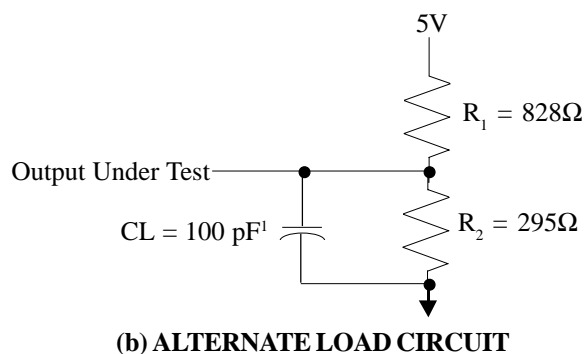 5V
R₁ = 828Ω
Output Under Test
CL = 100 pF¹
R₂ = 295Ω
(b) ALTERNATE LOAD CIRCUIT